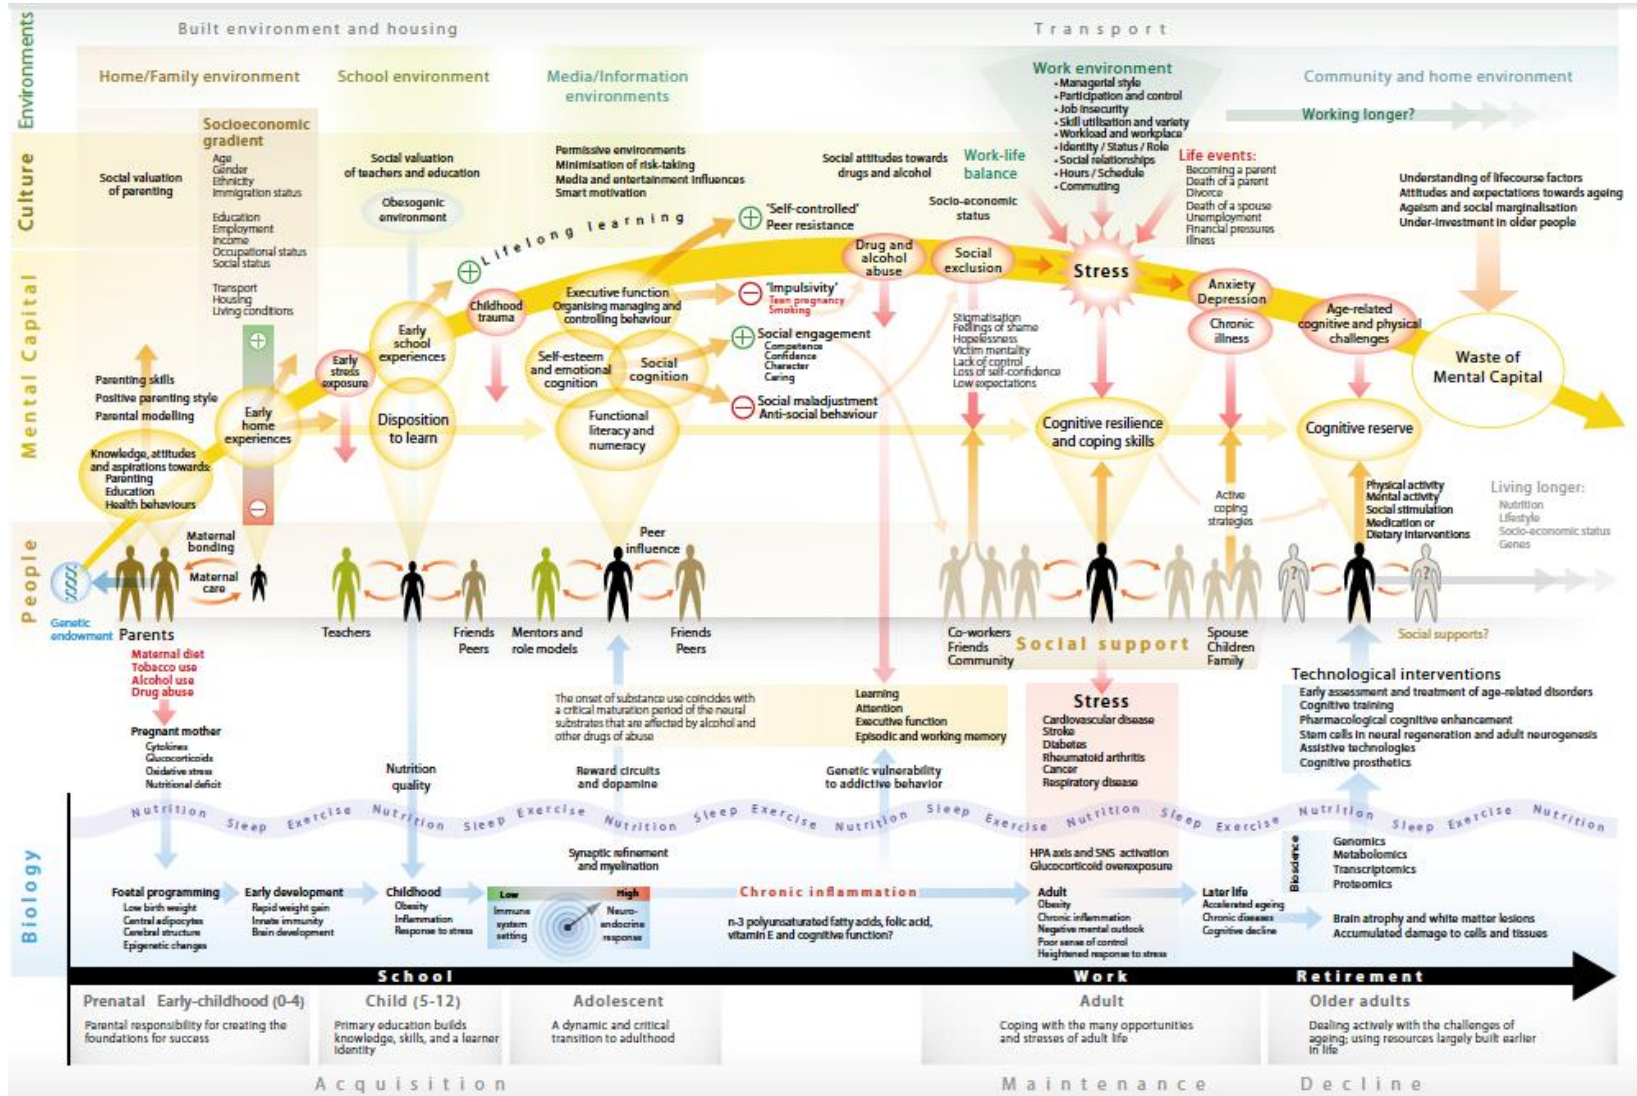 Environments
Built environment and housing
Transport
Home/Family environment
School environment
Media/Information
environments
Work environment
• Managerial style
• Participation and control
• Job insecurity
• Skill utilisation and variety
• Workload and workplace
• Identity / Status / Role
• Social relationships
• Hours / Schedule
• Commuting
Community and home environment
Working longer?
Culture
Socioeconomic
gradient
Age
Gender
Ethnicity
Immigration status
Education
Employment
Income
Occupational status
Social status
Transport
Housing
Living conditions
Social valuation
of parenting
Social valuation
of teachers and education
Obesogenic
environment
Permissive environments
Minimisation of risk-taking
Media and entertainment influences
Smart motivation
Social attitudes towards
drugs and alcohol
Work-life
balance
Socio-economic
status
Life events:
Becoming a parent
Death of a parent
Divorce
Death of a spouse
Unemployment
Financial pressures
Illness
Understanding of lifecourse factors
Attitudes and expectations towards ageing
Ageism and social marginalisation
Under-investment in older people
Mental Capital
Lifelong learning
'Self-controlled'
Peer resistance
Drug and
alcohol
abuse
Social
exclusion
Stress
Anxiety
Depression
Chronic
illness
Age-related
cognitive and physical
challenges
Waste of
Mental Capital
Childhood
trauma
Executive function
Organising managing and
controlling behaviour
'Impulsivity'
Teen pregnancy
Smoking
Early
school
experiences
Early
stress
exposure
Self-esteem
and emotional
cognition
Social
cognition
Social engagement
Competence
Confidence
Character
Caring
Stigmatisation
Feelings of shame
Hopelessness
Victim mentality
Lack of control
Loss of self-confidence
Low expectations
Parenting skills
Positive parenting style
Parental modelling
Early
home
experiences
Disposition
to learn
Functional
literacy and
numeracy
Social maladjustment
Anti-social behaviour
Cognitive resilience
and coping skills
Cognitive reserve
Knowledge, attitudes
and aspirations towards:
Parenting
Education
Health behaviours
Active
coping
strategies
Physical activity
Mental activity
Social stimulation
Medication or
Dietary interventions
Living longer:
Nutrition
Lifestyle
Socio-economic status
Genes
People
Maternal
bonding
Maternal
care
Peer
influence
?
?
Genetic
endowment
Parents
Teachers
Friends
Peers
Mentors and
role models
Friends
Peers
Co-workers
Friends
Community
Social support
Spouse
Children
Family
Social supports?
Maternal diet
Tobacco use
Alcohol use
Drug abuse
Pregnant mother
Cytokines
Glucocorticoids
Oxidative stress
Nutritional deficit
Nutrition
quality
The onset of substance use coincides with
a critical maturation period of the neural
substrates that are affected by alcohol and
other drugs of abuse
Reward circuits
and dopamine
Learning
Attention
Executive function
Episodic and working memory
Genetic vulnerability
to addictive behavior
Stress
Cardiovascular disease
Stroke
Diabetes
Rheumatoid arthritis
Cancer
Respiratory disease
Technological interventions
Early assessment and treatment of age-related disorders
Cognitive training
Pharmacological cognitive enhancement
Stem cells in neural regeneration and adult neurogenesis
Assistive technologies
Cognitive prosthetics
Nutrition Sleep Exercise Nutrition Sleep Exercise Nutrition Sleep Exercise Nutrition Sleep Exercise Nutrition Sleep Exercise Nutrition Sleep Exercise Nutrition
Biology
Synaptic refinement
and myelination
HPA axis and SNS activation
Glucocorticoid overexposure
Bioscience
Genomics
Metabolomics
Transcriptomics
Proteomics
Foetal programming
Low birth weight
Central adipocytes
Cerebral structure
Epigenetic changes
Early development
Rapid weight gain
Innate immunity
Brain development
Childhood
Obesity
Inflammation
Response to stress
Low
High
Immune
system
setting
Neuro-
endocrine
response
Chronic inflammation
n-3 polyunsaturated fatty acids, folic acid,
vitamin E and cognitive function?
Adult
Obesity
Chronic inflammation
Negative mental outlook
Poor sense of control
Heightened response to stress
Later life
Accelerated ageing
Chronic diseases
Cognitive decline
Brain atrophy and white matter lesions
Accumulated damage to cells and tissues
School
Work
Retirement
Prenatal Early-childhood (0-4)
Parental responsibility for creating the
foundations for success
Child (5-12)
Primary education builds
knowledge, skills, and a learner
identity
Adolescent
A dynamic and critical
transition to adulthood
Adult
Coping with the many opportunities
and stresses of adult life
Older adults
Dealing actively with the challenges of
ageing; using resources largely built earlier
in life
Acquisition
Maintenance
Decline